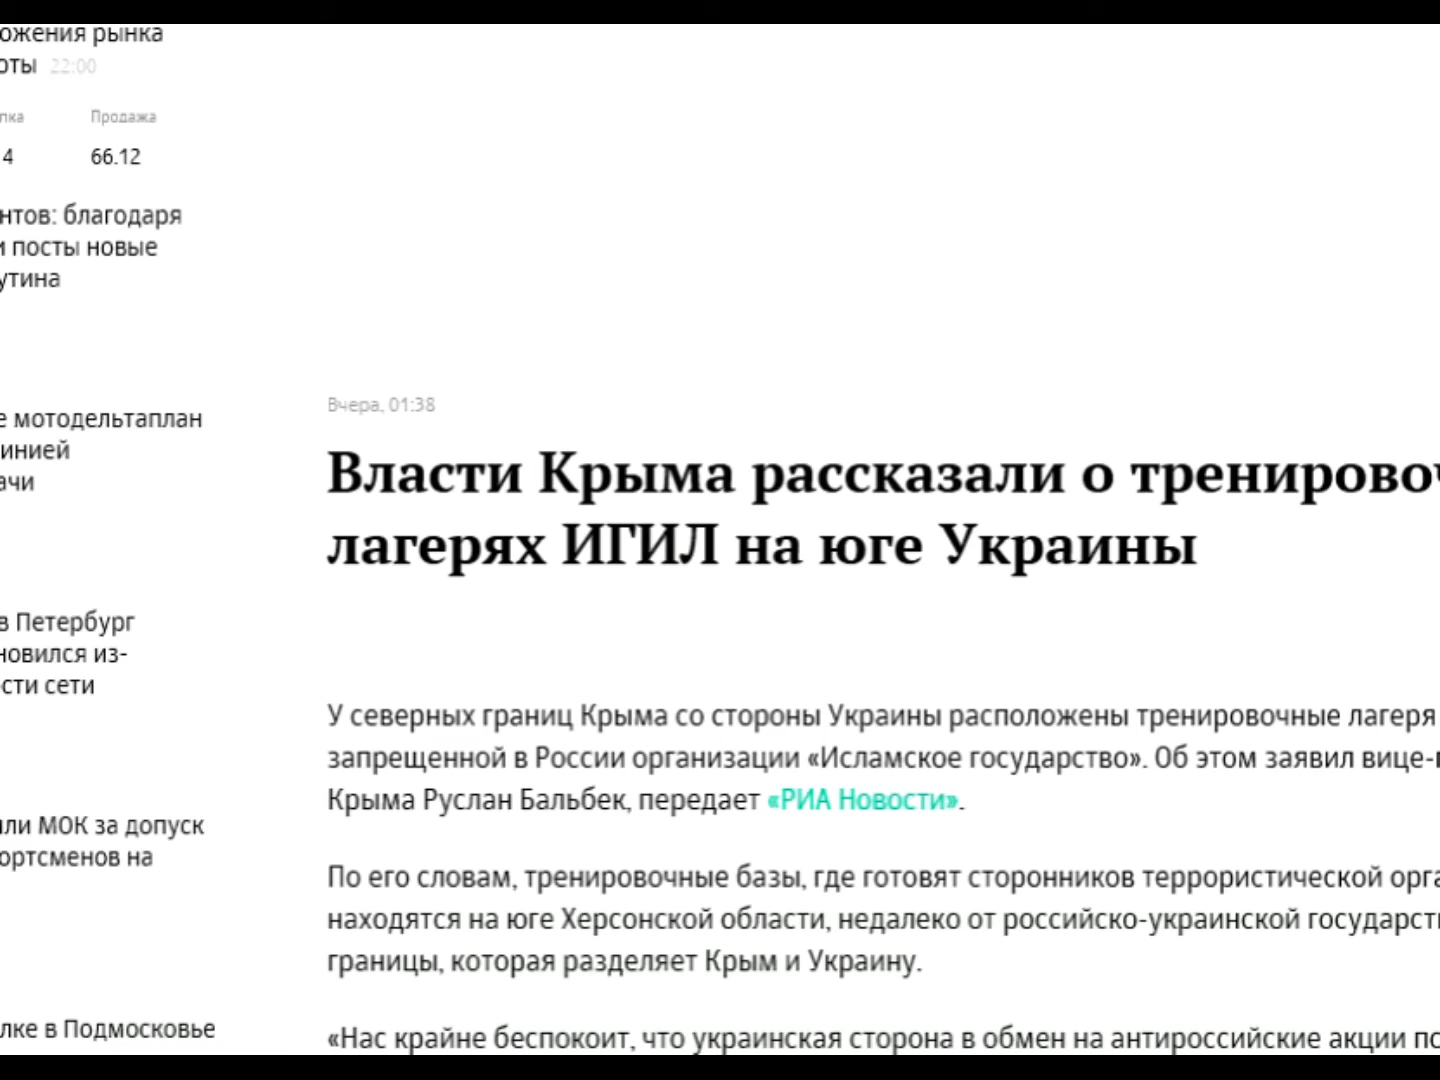 ожения рынка
оты 22:00
пка Продажа
4 66.12
нтов: благодаря
и посты новые
утина
е мотодельтаплан
инией
ачи
в Петербург
новился из-
сти сети
или МОК за допуск
ортсменов на
лке в Подмосковье
Вчера, 01:38
Власти Крыма рассказали о трениров
лагерях ИГИЛ на юге Украины
У северных границ Крыма со стороны Украины расположены тренировочные лагеря
запрещенной в России организации «Исламское государство». Об этом заявил вице-
Крыма Руслан Бальбек, передает «РИА Новости».
По его словам, тренировочные базы, где готовят сторонников террористической орга
находятся на юге Херсонской области, недалеко от российско-украинской государст
границы, которая разделяет Крым и Украину.
«Нас крайне беспокоит, что украинская сторона в обмен на антироссийские акции по